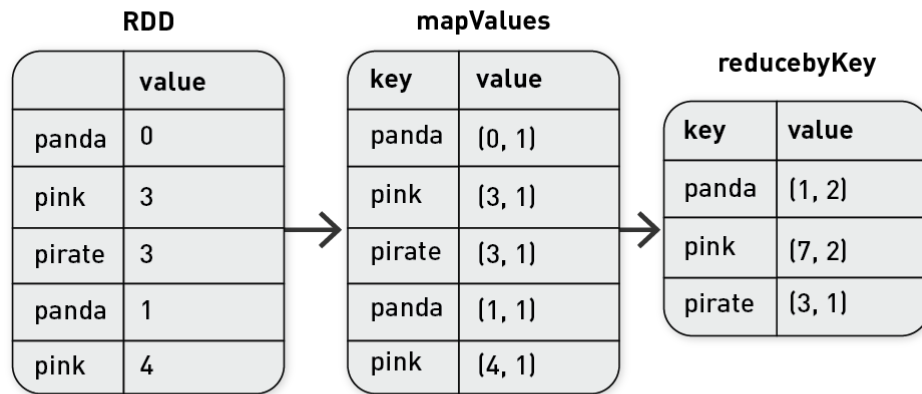 RDD
value
panda 0
pink 3
pirate 3
panda 1
pink 4
mapValues
key value
panda (0, 1)
pink (3, 1)
pirate (3, 1)
panda (1, 1)
pink (4, 1)
reducebyKey
key value
panda (1, 2)
pink (7, 2)
pirate (3, 1)